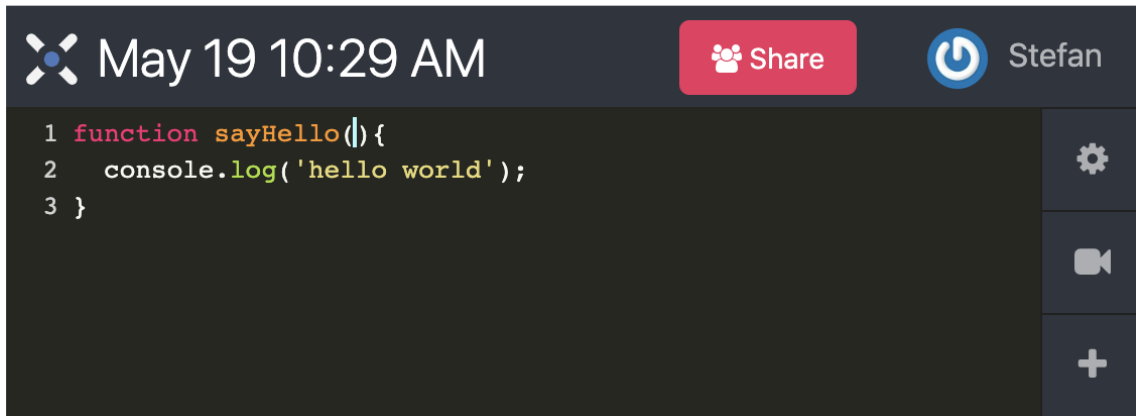 May 19 10:29 AM
Share
Stefan
1 function sayHello(){
2   console.log('hello world');
3 }